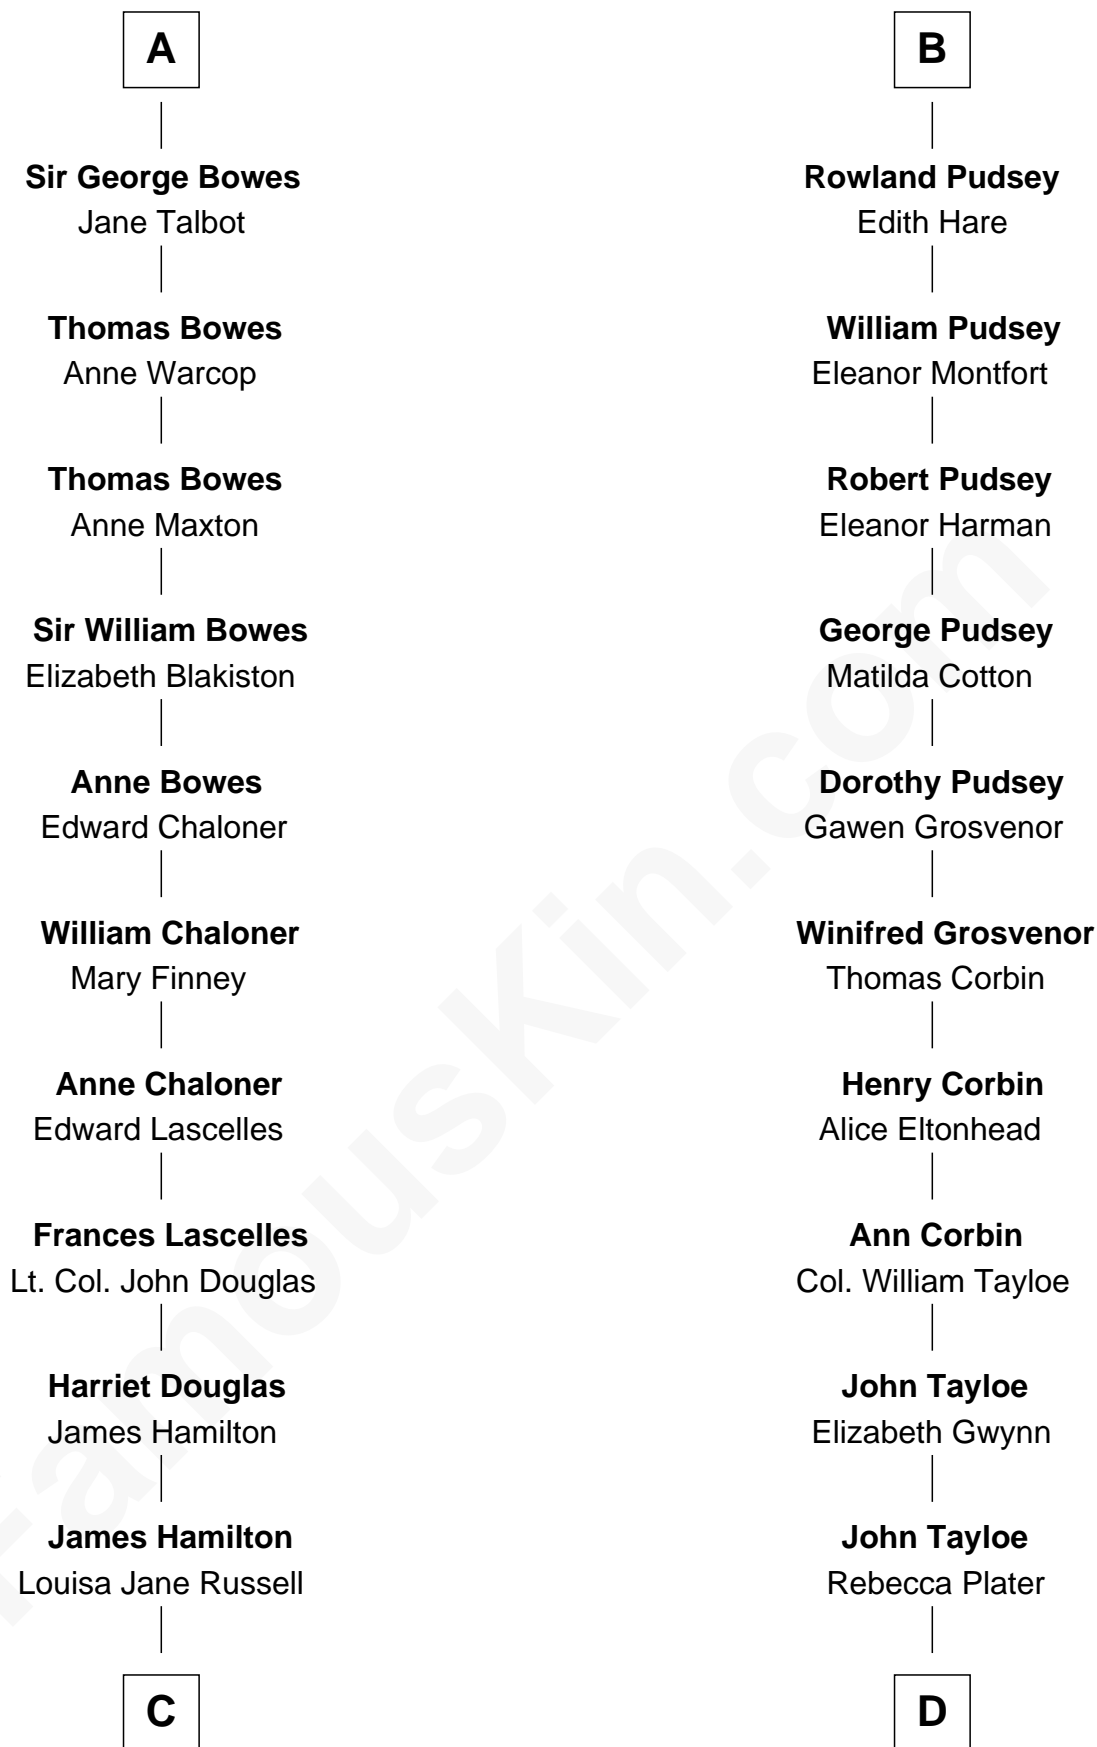 A
Sir George Bowes
Jane Talbot
Thomas Bowes
Anne Warcop
Thomas Bowes
Anne Maxton
Sir William Bowes
Elizabeth Blakiston
Anne Bowes
Edward Chaloner
William Chaloner
Mary Finney
Anne Chaloner
Edward Lascelles
Frances Lascelles
Lt. Col. John Douglas
Harriet Douglas
James Hamilton
James Hamilton
Louisa Jane Russell
C
B
Rowland Pudsey
Edith Hare
William Pudsey
Eleanor Montfort
Robert Pudsey
Eleanor Harman
George Pudsey
Matilda Cotton
Dorothy Pudsey
Gawen Grosvenor
Winifred Grosvenor
Thomas Corbin
Henry Corbin
Alice Eltonhead
Ann Corbin
Col. William Tayloe
John Tayloe
Elizabeth Gwynn
John Tayloe
Rebecca Plater
D
FamousKin.com